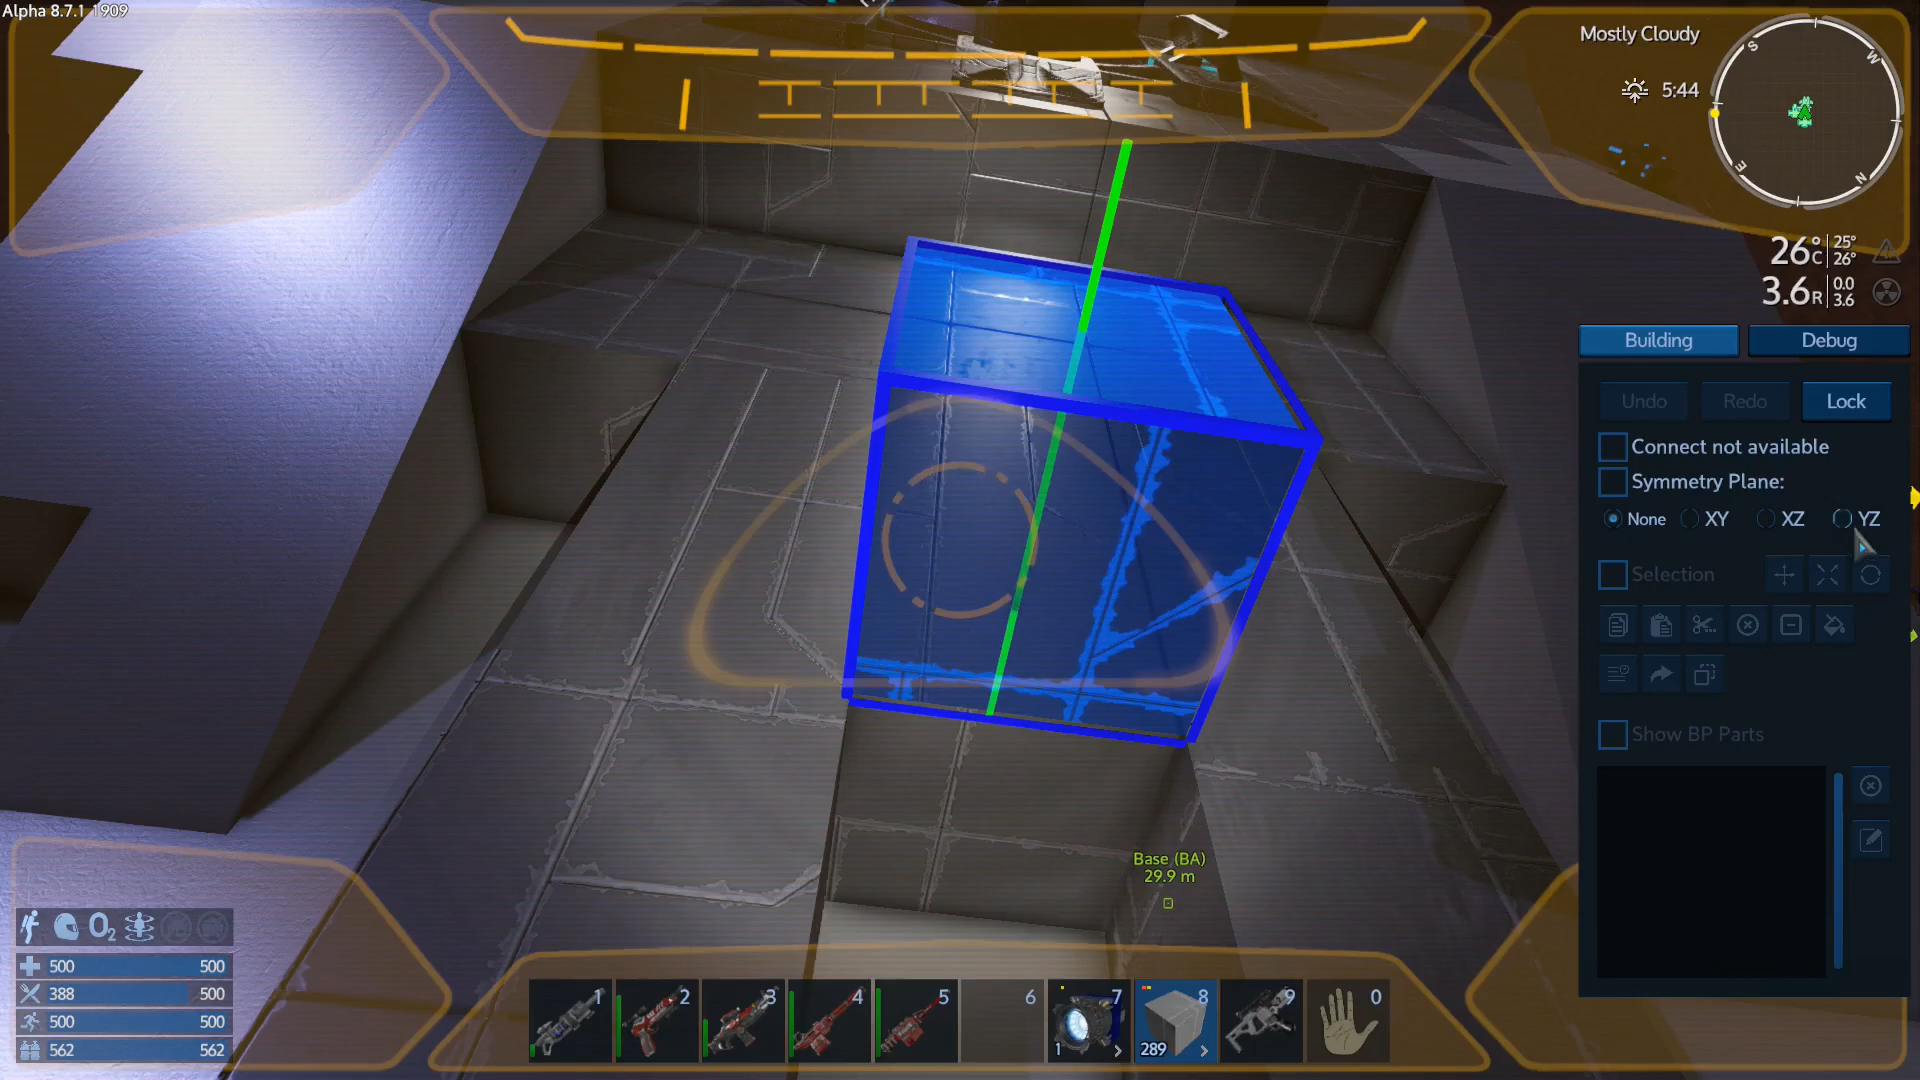 Alpha 8.7.1 1909
Mostly Cloudy
5:44
S
W
E
N
26°C
25°
26°
3.6R
0.0
3.6
Building
Debug
Undo
Redo
Lock
Connect not available
Symmetry Plane:
None
XY
XZ
YZ
Selection
Show BP Parts
Base (BA)
29.9 m
O2
500 500
388 500
500 500
562 562
1
2
3
4
5
6
7
1
8
289
9
0